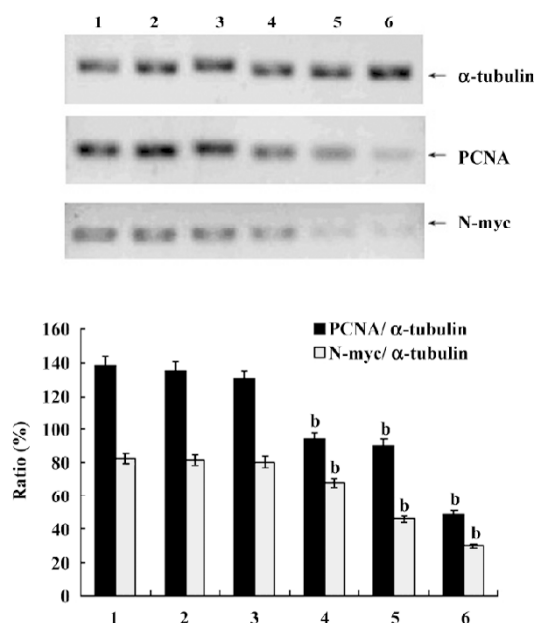 1 2 3 4 5 6
α-tubulin
PCNA
N-myc
160
140
120
100
80
60
40
20
0
Ratio (%)
PCNA/ α-tubulin
N-myc/ α-tubulin
b b b b b b
1 2 3 4 5 6